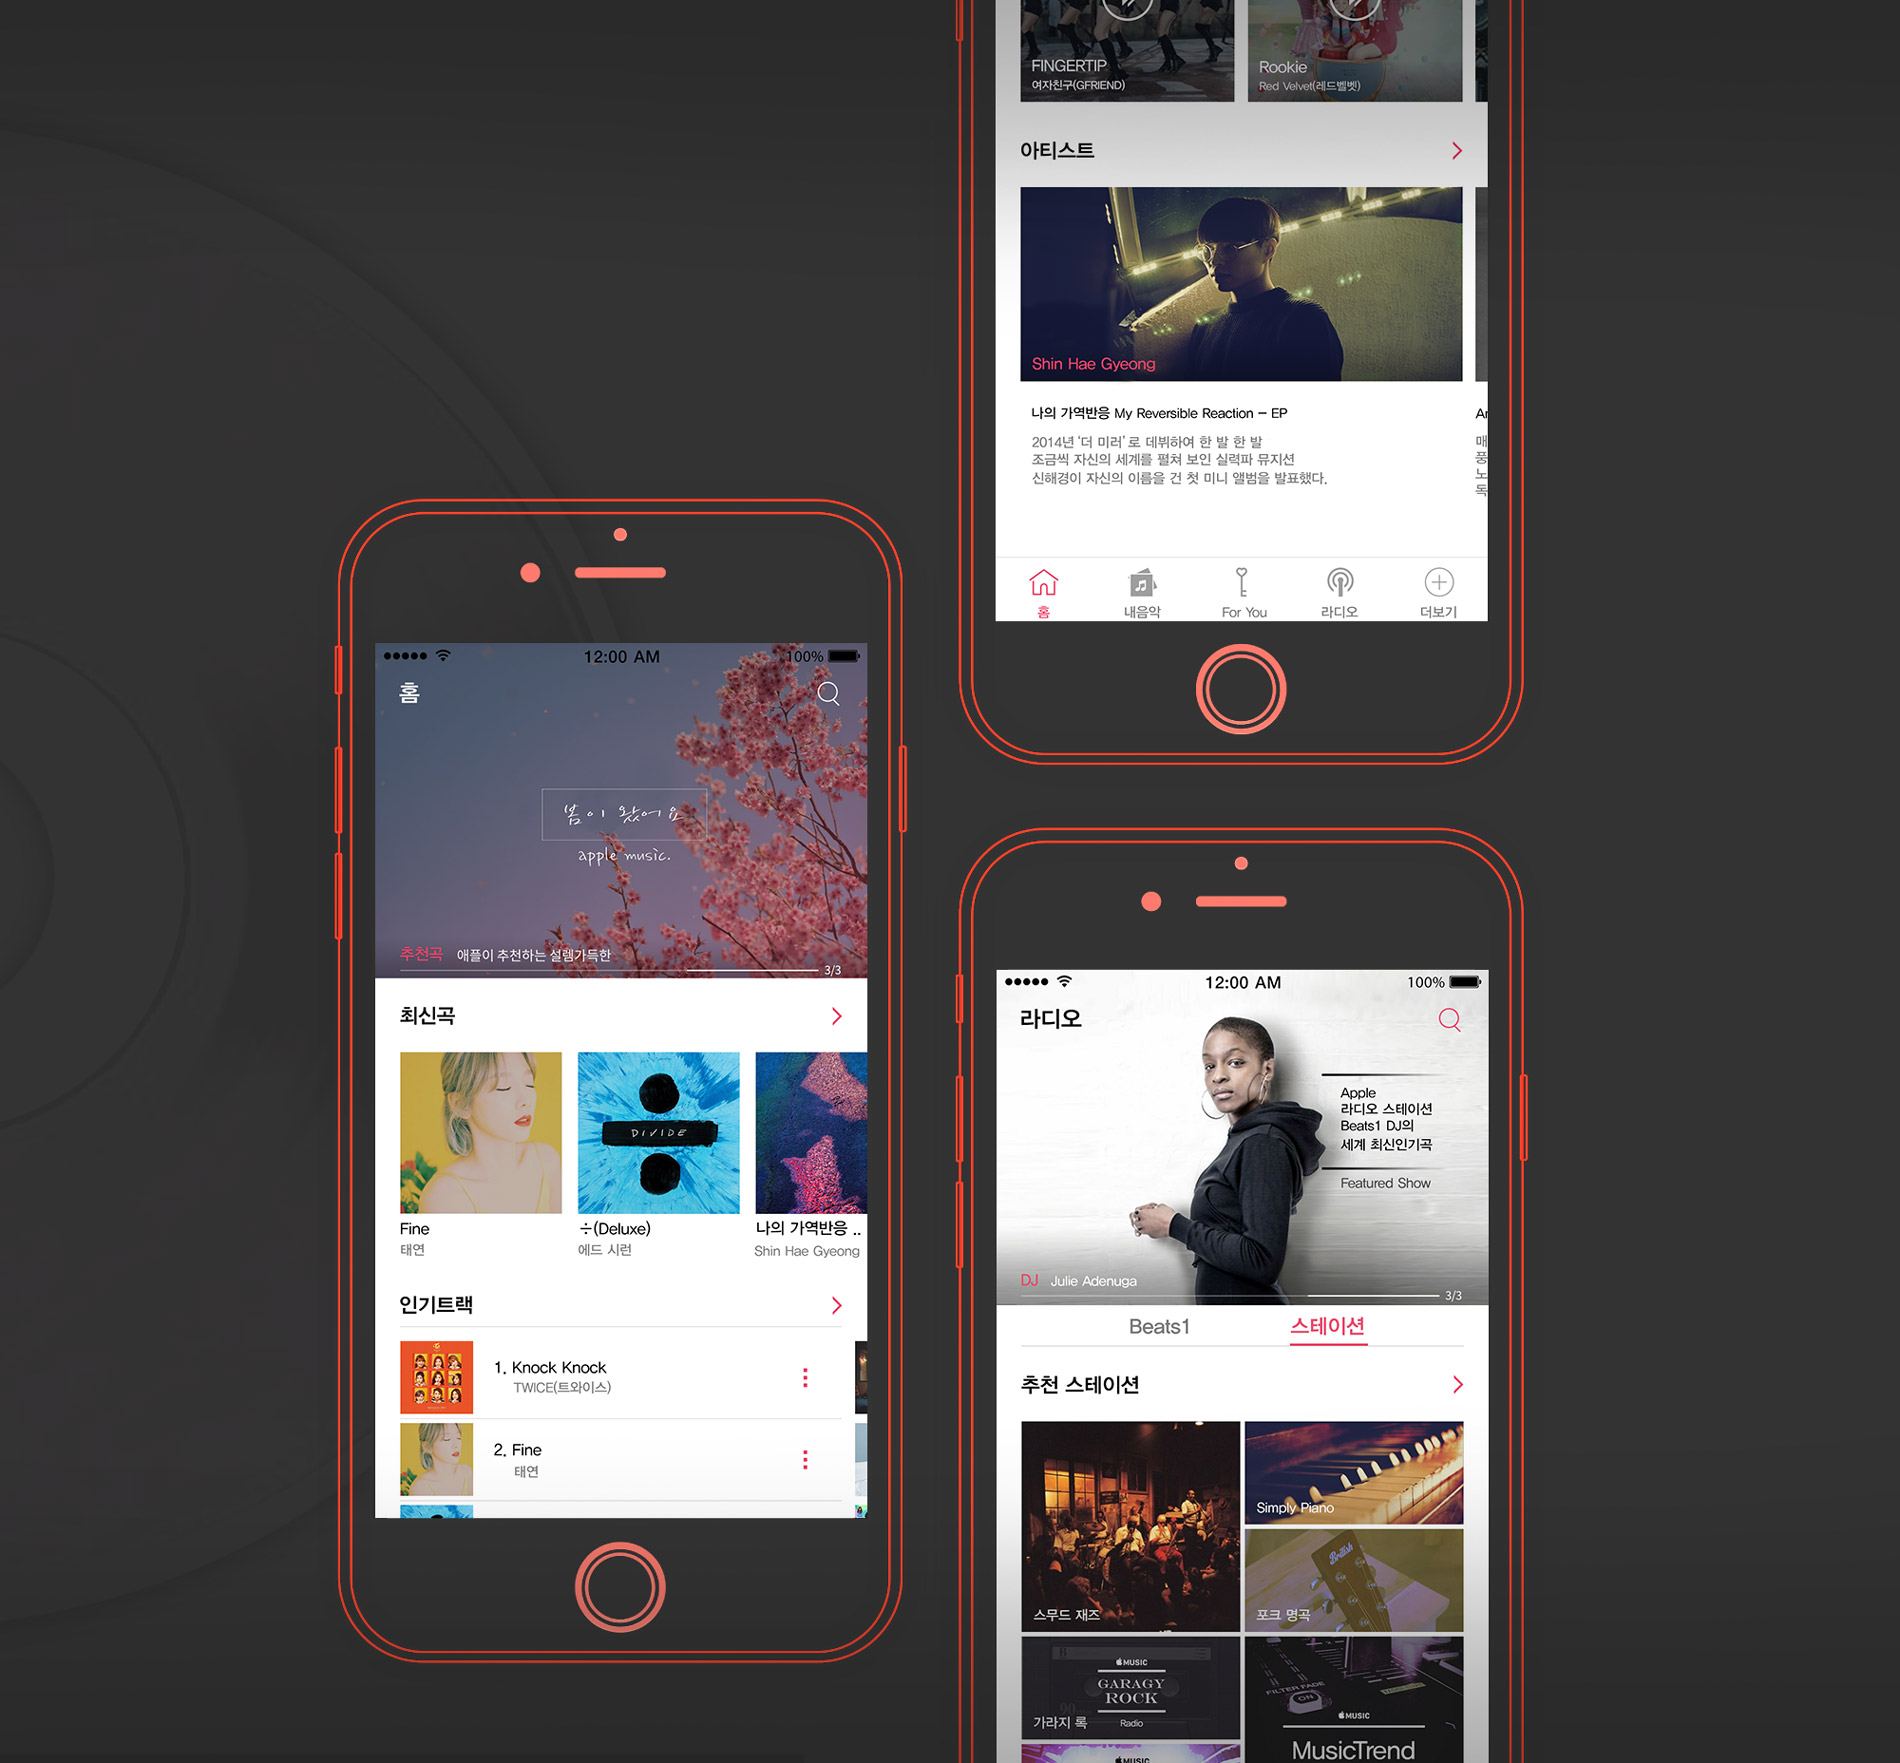 FINGERTIP
여자친구(GFRIEND)
Rookie
Red Velvet(레드벨벳)
아티스트
Shin Hae Gyeong
나의 가역반응 My Reversible Reaction – EP
2014년 ‘더 미러’ 로 데뷔하여 한 발 한 발
조금씩 자신의 세계를 펼쳐 보인 실력파 뮤지션
신해경이 자신의 이름을 건 첫 미니 앨범을 발표했다.
매
풍
노
독
홈
내음악
For You
라디오
더보기
12:00 AM
100%
홈
봄이 왔어요
apple music.
추천곡 애플이 추천하는 설렘가득한
3/3
최신곡
DIVIDE
Fine
태연
÷(Deluxe)
에드 시런
나의 가역반응 ..
Shin Hae Gyeong
인기트랙
1. Knock Knock
TWICE(트와이스)
2. Fine
태연
12:00 AM
100%
라디오
Apple
라디오 스테이션
Beats1 DJ의
세계 최신인기곡
Featured Show
DJ Julie Adenuga
3/3
Beats1
스테이션
추천 스테이션
스무드 재즈
Simply Piano
British
포크 명곡
MUSIC
GARAGY
ROCK
Radio
90
가라지 록
FILTER FADE
ON
MUSIC
MusicTrend
MUSIC